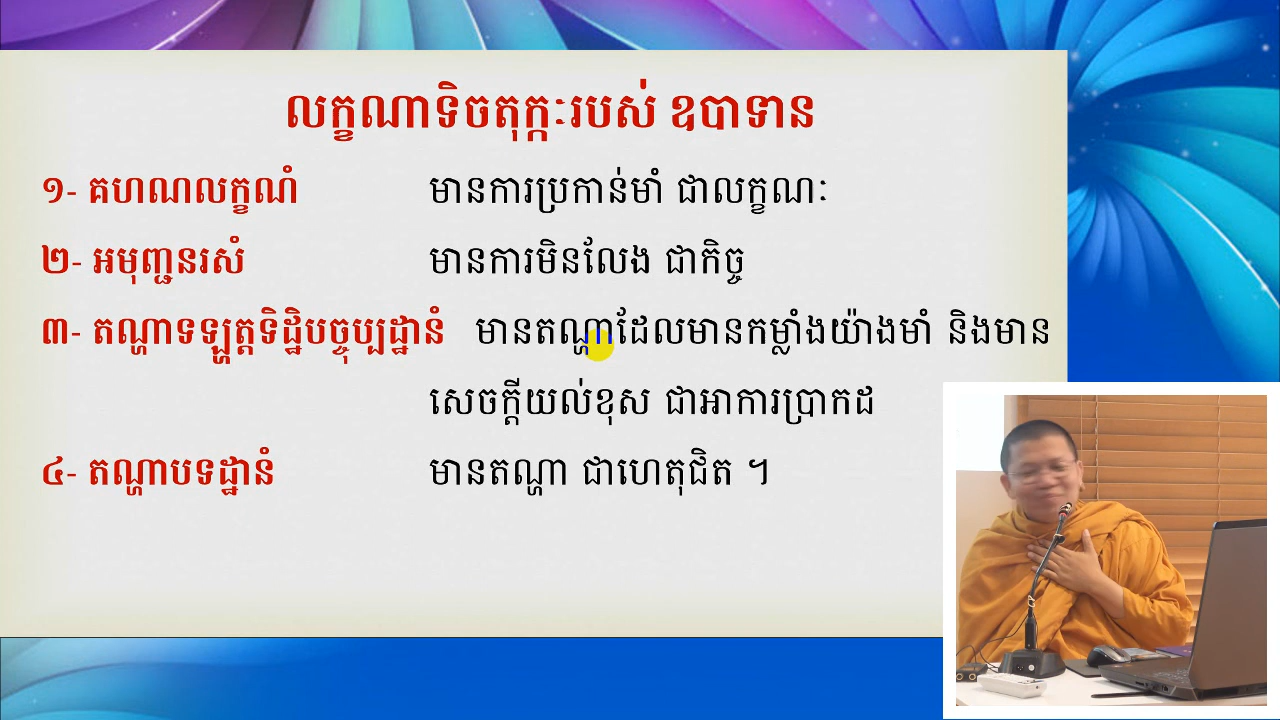 លក្ខណាទិចតុក្កៈរបស់ ឧបាទាន
១- គហណលក្ខណំ មានការប្រកាន់មាំ ជាលក្ខណៈ
២- អមុញ្ជនរសំ មានការមិនលែង ជាកិច្ច
៣- តណ្ហាទឡ្ហត្តទិដ្ឋិបច្ចុប្បដ្ឋានំ មានតណ្ហាដែលមានកម្លាំងយ៉ាងមាំ និងមាន
សេចក្តីយល់ខុស ជាអាការប្រាកដ
៤- តណ្ហាបទដ្ឋានំ មានតណ្ហា ជាហេតុជិត ។